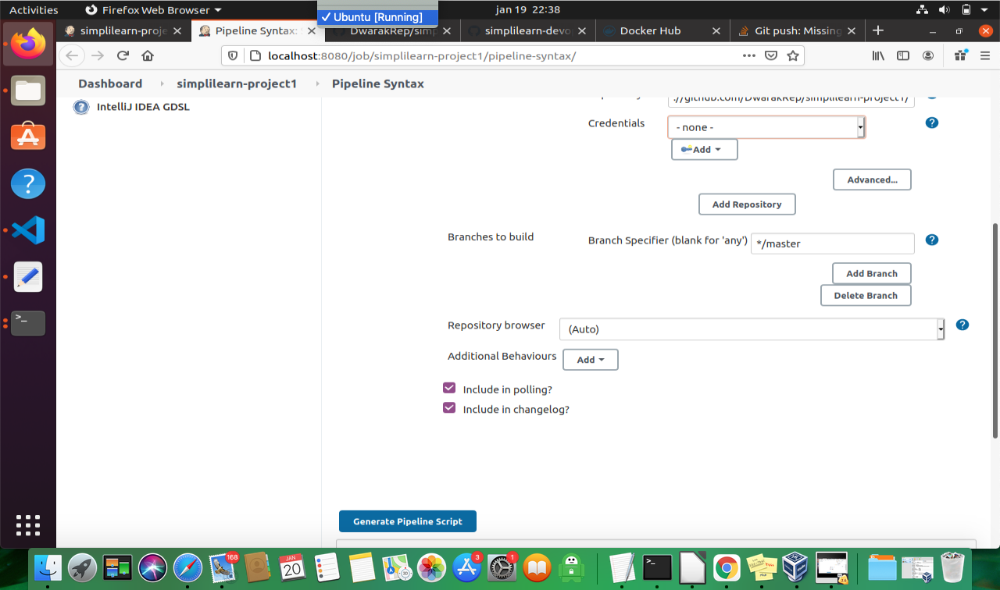 Activities
Firefox Web Browser
✓ Ubuntu [Running]
jan 19 22:38
simplilearn-proje
Pipeline Syntax:
DwarakRep/simp
simplilearn-devo
Docker Hub
Git push: Missing
localhost:8080/job/simplilearn-project1/pipeline-syntax/
Dashboard
simplilearn-project1
Pipeline Syntax
IntelliJ IDEA GDSL
://github.com/DwarakRep/simplilearn-project1/
Credentials
- none -
Add
Advanced...
Add Repository
Branches to build
Branch Specifier (blank for 'any')
*/master
Add Branch
Delete Branch
Repository browser
(Auto)
Additional Behaviours
Add
Include in polling?
Include in changelog?
Generate Pipeline Script
168
JAN
20
3
1